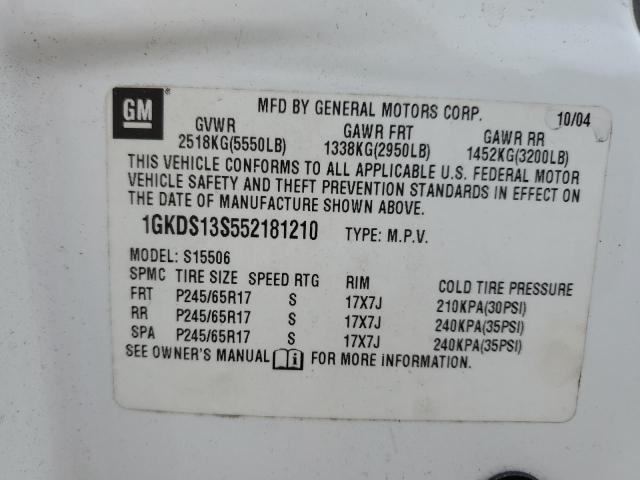 GM
MFD BY GENERAL MOTORS CORP. 10/04
GVWR GAWR FRT GAWR RR
2518KG(5550LB) 1338KG(2950LB) 1452KG(3200LB)
THIS VEHICLE CONFORMS TO ALL APPLICABLE U.S. FEDERAL MOTOR
VEHICLE SAFETY AND THEFT PREVENTION STANDARDS IN EFFECT ON
THE DATE OF MANUFACTURE SHOWN ABOVE.
1GKDS13S552181210 TYPE: M.P.V.
MODEL: S15506
SPMC TIRE SIZE SPEED RTG RIM COLD TIRE PRESSURE
FRT P245/65R17 S 17X7J 210KPA(30PSI)
RR P245/65R17 S 17X7J 240KPA(35PSI)
SPA P245/65R17 S 17X7J 240KPA(35PSI)
SEE OWNER'S MANUAL i FOR MORE INFORMATION.